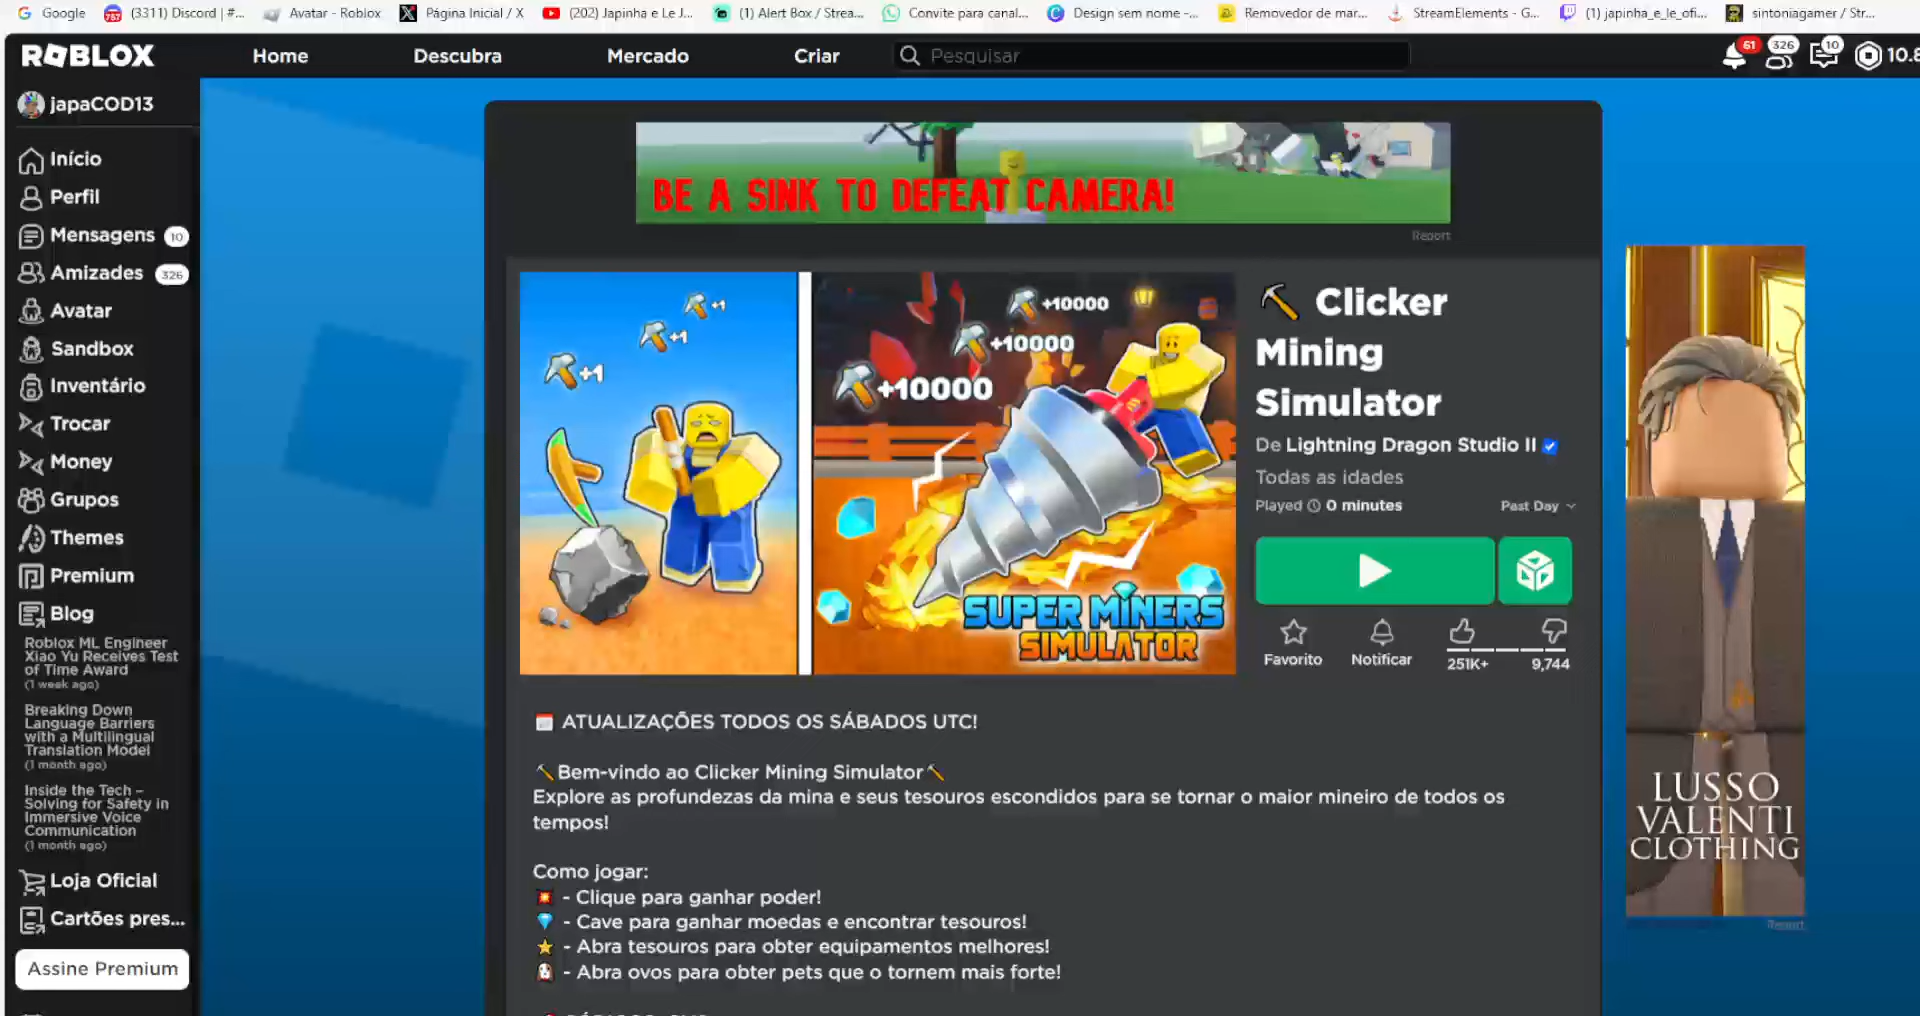 Google
(3311) Discord | #...
Avatar - Roblox
Página Inicial / X
(202) Japinha e Le J...
(1) Alert Box / Strea...
Convite para canal...
Design sem nome -...
Removedor de mar...
StreamElements - G...
(1) japinha_e_le_ofi...
sintoniagamer / Str...
ROBLOX
Home
Descubra
Mercado
Criar
Pesquisar
61
326
10
10.8
japaCOD13
Início
Perfil
Mensagens 10
Amizades 326
Avatar
Sandbox
Inventário
Trocar
Money
Grupos
Themes
Premium
Blog
Roblox ML Engineer
Xiao Yu Receives Test
of Time Award
(1 week ago)
Breaking Down
Language Barriers
with a Multilingual
Translation Model
(1 month ago)
Inside the Tech –
Solving for Safety in
Immersive Voice
Communication
(1 month ago)
Loja Oficial
Cartões pres...
Assine Premium
BE A SINK TO DEFEAT CAMERA!
Report
+1
+1
+1
+10000
+10000
+10000
SUPER MINERS
SIMULATOR
Clicker
Mining
Simulator
De Lightning Dragon Studio II
Todas as idades
Played 0 minutes
Past Day
Favorito
Notificar
251K+
9,744
ATUALIZAÇÕES TODOS OS SÁBADOS UTC!
Bem-vindo ao Clicker Mining Simulator
Explore as profundezas da mina e seus tesouros escondidos para se tornar o maior mineiro de todos os
tempos!
Como jogar:
- Clique para ganhar poder!
- Cave para ganhar moedas e encontrar tesouros!
- Abra tesouros para obter equipamentos melhores!
- Abra ovos para obter pets que o tornem mais forte!
LUSSO
VALENTI
CLOTHING
Report